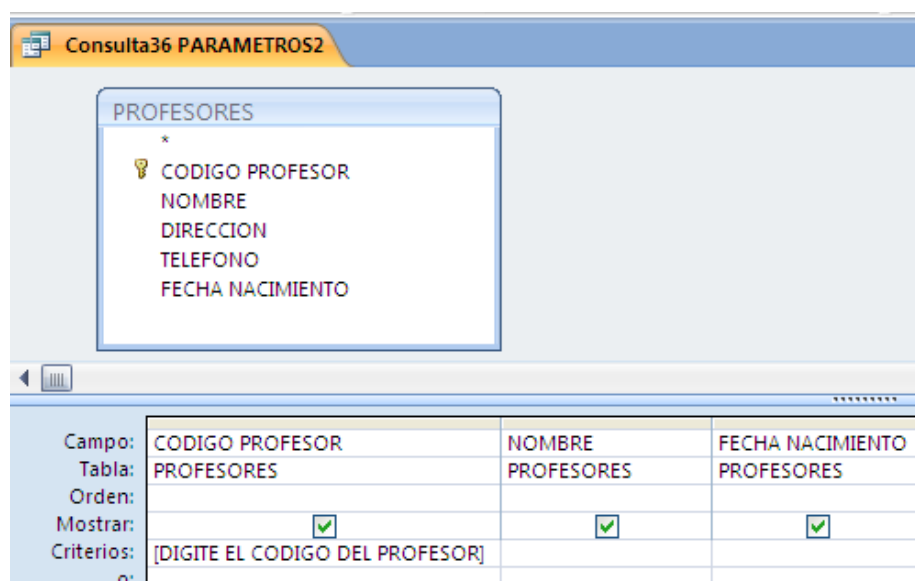 Consulta36 PARAMETROS2
PROFESORES
*
CODIGO PROFESOR
NOMBRE
DIRECCION
TELEFONO
FECHA NACIMIENTO
Campo: CODIGO PROFESOR NOMBRE FECHA NACIMIENTO
Tabla: PROFESORES PROFESORES PROFESORES
Orden:
Mostrar:
Criterios: [DIGITE EL CODIGO DEL PROFESOR]
o: